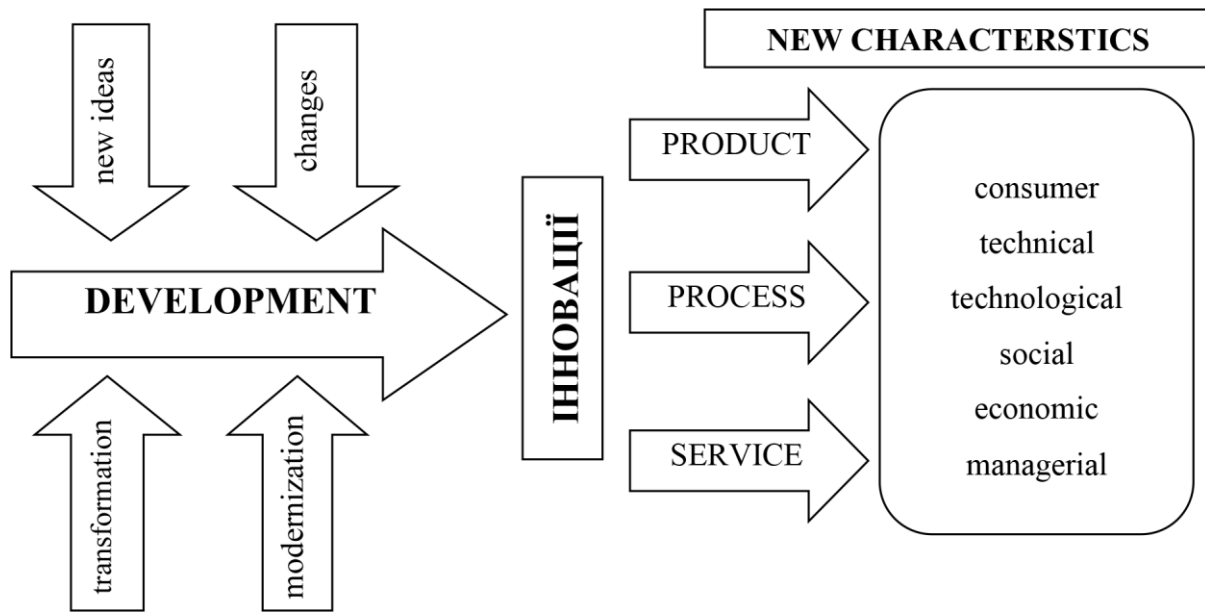 new ideas
changes
DEVELOPMENT
transformation
modernization
ІННОВАЦІЇ
NEW CHARACTERSTICS
PRODUCT
PROCESS
SERVICE
consumer
technical
technological
social
economic
managerial